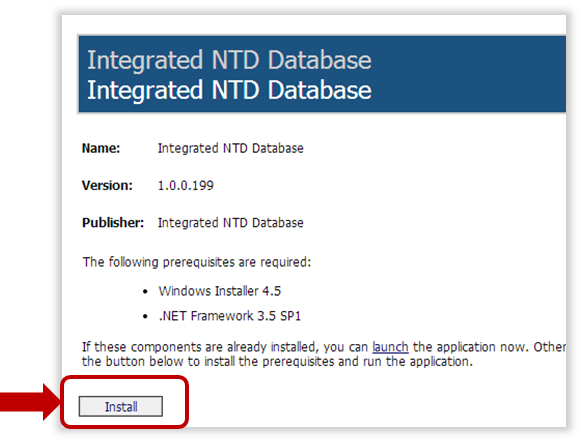 Integrated NTD Database
Integrated NTD Database
Name: Integrated NTD Database
Version: 1.0.0.199
Publisher: Integrated NTD Database
The following prerequisites are required:
• Windows Installer 4.5
• .NET Framework 3.5 SP1
If these components are already installed, you can launch the application now. Other
the button below to install the prerequisites and run the application.
Install